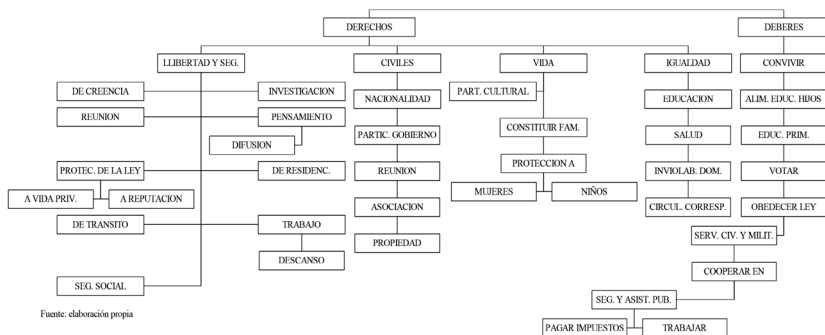 DERECHOS
DEBERES
LLIBERTAD Y SEG.
CIVILES
VIDA
IGUALDAD
CONVIVIR
DE CREENCIA
INVESTIGACION
NACIONALIDAD
PART. CULTURAL
EDUCACION
ALIM. EDUC. HIJOS
REUNION
PENSAMIENTO
DIFUSION
PARTIC. GOBIERNO
CONSTITUIR FAM.
SALUD
EDUC. PRIM.
PROTEC. DE LA LEY
DE RESIDENC.
REUNION
PROTECCION A
INVIOLAB. DOM.
VOTAR
A VIDA PRIV.
A REPUTACION
ASOCIACION
MUJERES
NIÑOS
CIRCUL. CORRESP.
OBEDECER LEY
DE TRANSITO
TRABAJO
DESCANSO
PROPIEDAD
SERV. CIV. Y MILIT.
COOPERAR EN
SEG. SOCIAL
SEG. Y ASIST. PUB.
PAGAR IMPUESTOS
TRABAJAR
Fuente: elaboración propia